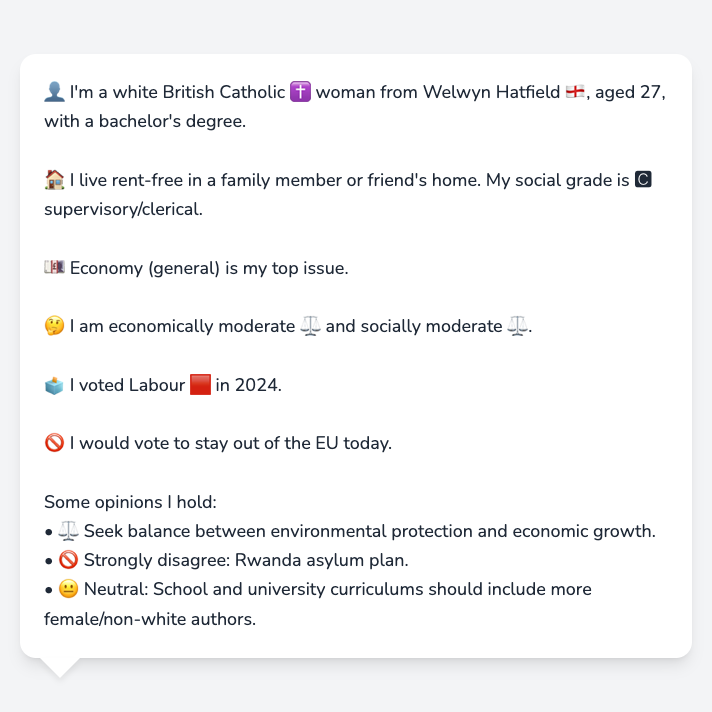 👤 I'm a white British Catholic ✝️ woman from Welwyn Hatfield 🏴󠁧󠁢󠁥󠁮󠁧󠁿, aged 27,
with a bachelor's degree.
🏠 I live rent-free in a family member or friend's home. My social grade is 🅲
supervisory/clerical.
💷 Economy (general) is my top issue.
🤔 I am economically moderate ⚖️ and socially moderate ⚖️.
🗳️ I voted Labour 🟥 in 2024.
🚫 I would vote to stay out of the EU today.
Some opinions I hold:
• ⚖️ Seek balance between environmental protection and economic growth.
• 🚫 Strongly disagree: Rwanda asylum plan.
• 😐 Neutral: School and university curriculums should include more
female/non-white authors.